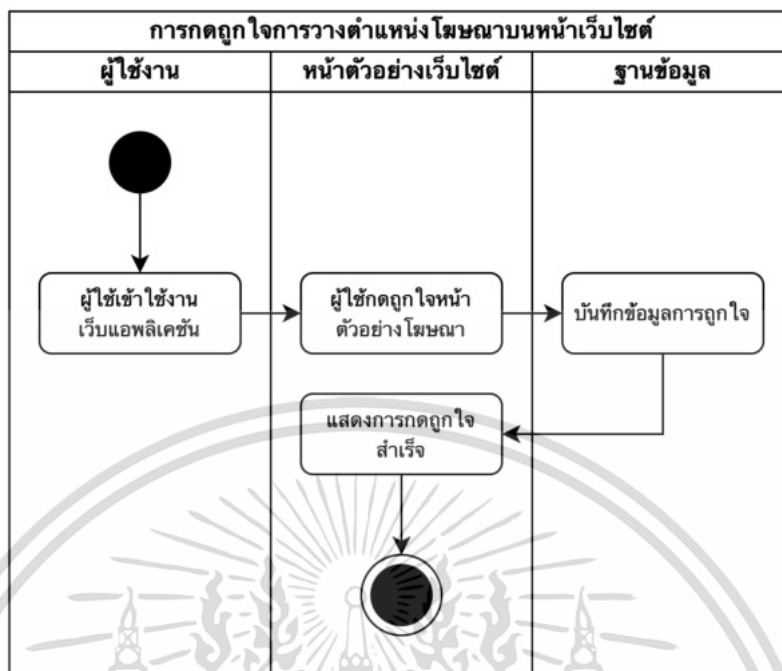 การกดถูกใจการวางตำแหน่งโฆษณาบนหน้าเว็บไซต์
ผู้ใช้งาน
หน้าตัวอย่างเว็บไซต์
ฐานข้อมูล
ผู้ใช้เข้าใช้งาน
เว็บแอพลิเคชัน
ผู้ใช้กดถูกใจหน้า
ตัวอย่างโฆษณา
บันทึกข้อมูลการถูกใจ
แสดงการกดถูกใจ
สำเร็จ